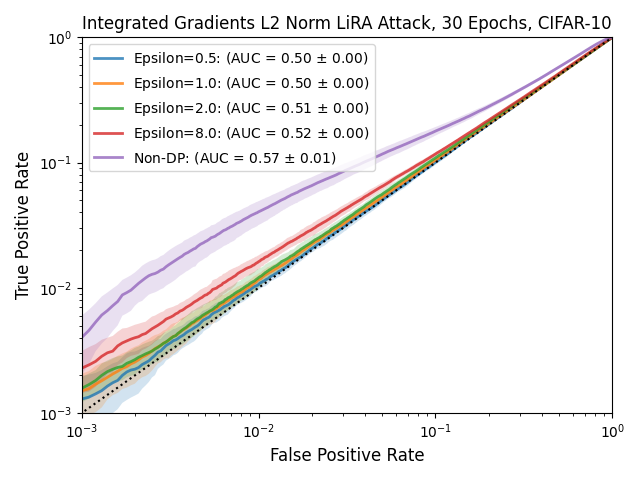 Integrated Gradients L2 Norm LiRA Attack, 30 Epochs, CIFAR-10
10^0
Epsilon=0.5: (AUC = 0.50 ± 0.00)
Epsilon=1.0: (AUC = 0.50 ± 0.00)
Epsilon=2.0: (AUC = 0.51 ± 0.00)
Epsilon=8.0: (AUC = 0.52 ± 0.00)
Non-DP: (AUC = 0.57 ± 0.01)
10^−1
True Positive Rate
10^−2
10^−3
10^−3 10^−2 10^−1 10^0
False Positive Rate